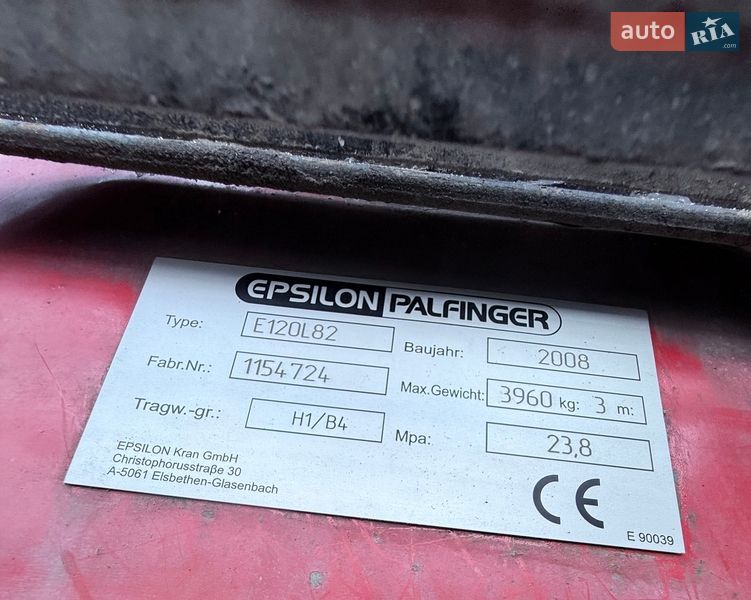 auto RIA.com
EPSILON PALFINGER
Type: E120L82 Baujahr: 2008
Fabr.Nr.: 1154724 Max.Gewicht: 3960 kg: 3 m:
Tragw.-gr.: H1/B4 Mpa: 23,8
EPSILON Kran GmbH
Christophorusstraße 30
A-5061 Elsbethen-Glasenbach
CE
E 90039